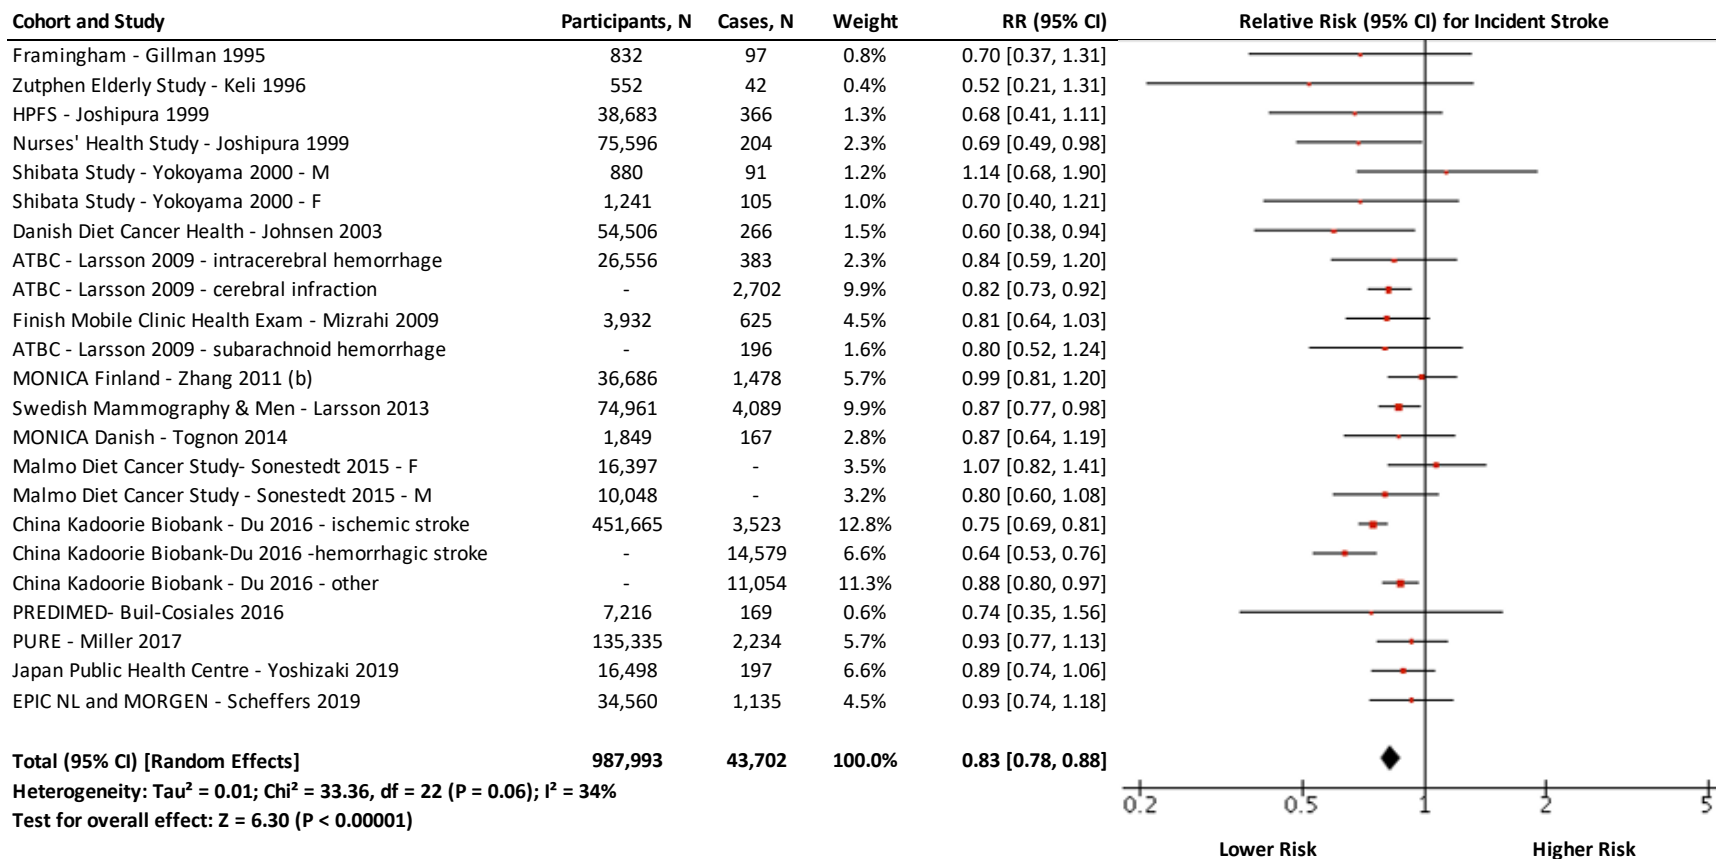 Cohort and Study Participants, N Cases, N Weight RR (95% CI) Relative Risk (95% CI) for Incident Stroke
Framingham - Gillman 1995 832 97 0.8% 0.70 [0.37, 1.31]
Zutphen Elderly Study - Keli 1996 552 42 0.4% 0.52 [0.21, 1.31]
HPFS - Joshipura 1999 38,683 366 1.3% 0.68 [0.41, 1.11]
Nurses' Health Study - Joshipura 1999 75,596 204 2.3% 0.69 [0.49, 0.98]
Shibata Study - Yokoyama 2000 - M 880 91 1.2% 1.14 [0.68, 1.90]
Shibata Study - Yokoyama 2000 - F 1,241 105 1.0% 0.70 [0.40, 1.21]
Danish Diet Cancer Health - Johnsen 2003 54,506 266 1.5% 0.60 [0.38, 0.94]
ATBC - Larsson 2009 - intracerebral hemorrhage 26,556 383 2.3% 0.84 [0.59, 1.20]
ATBC - Larsson 2009 - cerebral infraction - 2,702 9.9% 0.82 [0.73, 0.92]
Finish Mobile Clinic Health Exam - Mizrahi 2009 3,932 625 4.5% 0.81 [0.64, 1.03]
ATBC - Larsson 2009 - subarachnoid hemorrhage - 196 1.6% 0.80 [0.52, 1.24]
MONICA Finland - Zhang 2011 (b) 36,686 1,478 5.7% 0.99 [0.81, 1.20]
Swedish Mammography & Men - Larsson 2013 74,961 4,089 9.9% 0.87 [0.77, 0.98]
MONICA Danish - Tognon 2014 1,849 167 2.8% 0.87 [0.64, 1.19]
Malmo Diet Cancer Study- Sonestedt 2015 - F 16,397 - 3.5% 1.07 [0.82, 1.41]
Malmo Diet Cancer Study - Sonestedt 2015 - M 10,048 - 3.2% 0.80 [0.60, 1.08]
China Kadoorie Biobank - Du 2016 - ischemic stroke 451,665 3,523 12.8% 0.75 [0.69, 0.81]
China Kadoorie Biobank-Du 2016 -hemorrhagic stroke - 14,579 6.6% 0.64 [0.53, 0.76]
China Kadoorie Biobank - Du 2016 - other - 11,054 11.3% 0.88 [0.80, 0.97]
PREDIMED- Buil-Cosiales 2016 7,216 169 0.6% 0.74 [0.35, 1.56]
PURE - Miller 2017 135,335 2,234 5.7% 0.93 [0.77, 1.13]
Japan Public Health Centre - Yoshizaki 2019 16,498 197 6.6% 0.89 [0.74, 1.06]
EPIC NL and MORGEN - Scheffers 2019 34,560 1,135 4.5% 0.93 [0.74, 1.18]
Total (95% CI) [Random Effects] 987,993 43,702 100.0% 0.83 [0.78, 0.88]
Heterogeneity: Tau² = 0.01; Chi² = 33.36, df = 22 (P = 0.06); I² = 34%
0.2 0.5 1 2 5
Test for overall effect: Z = 6.30 (P < 0.00001)
Lower Risk Higher Risk